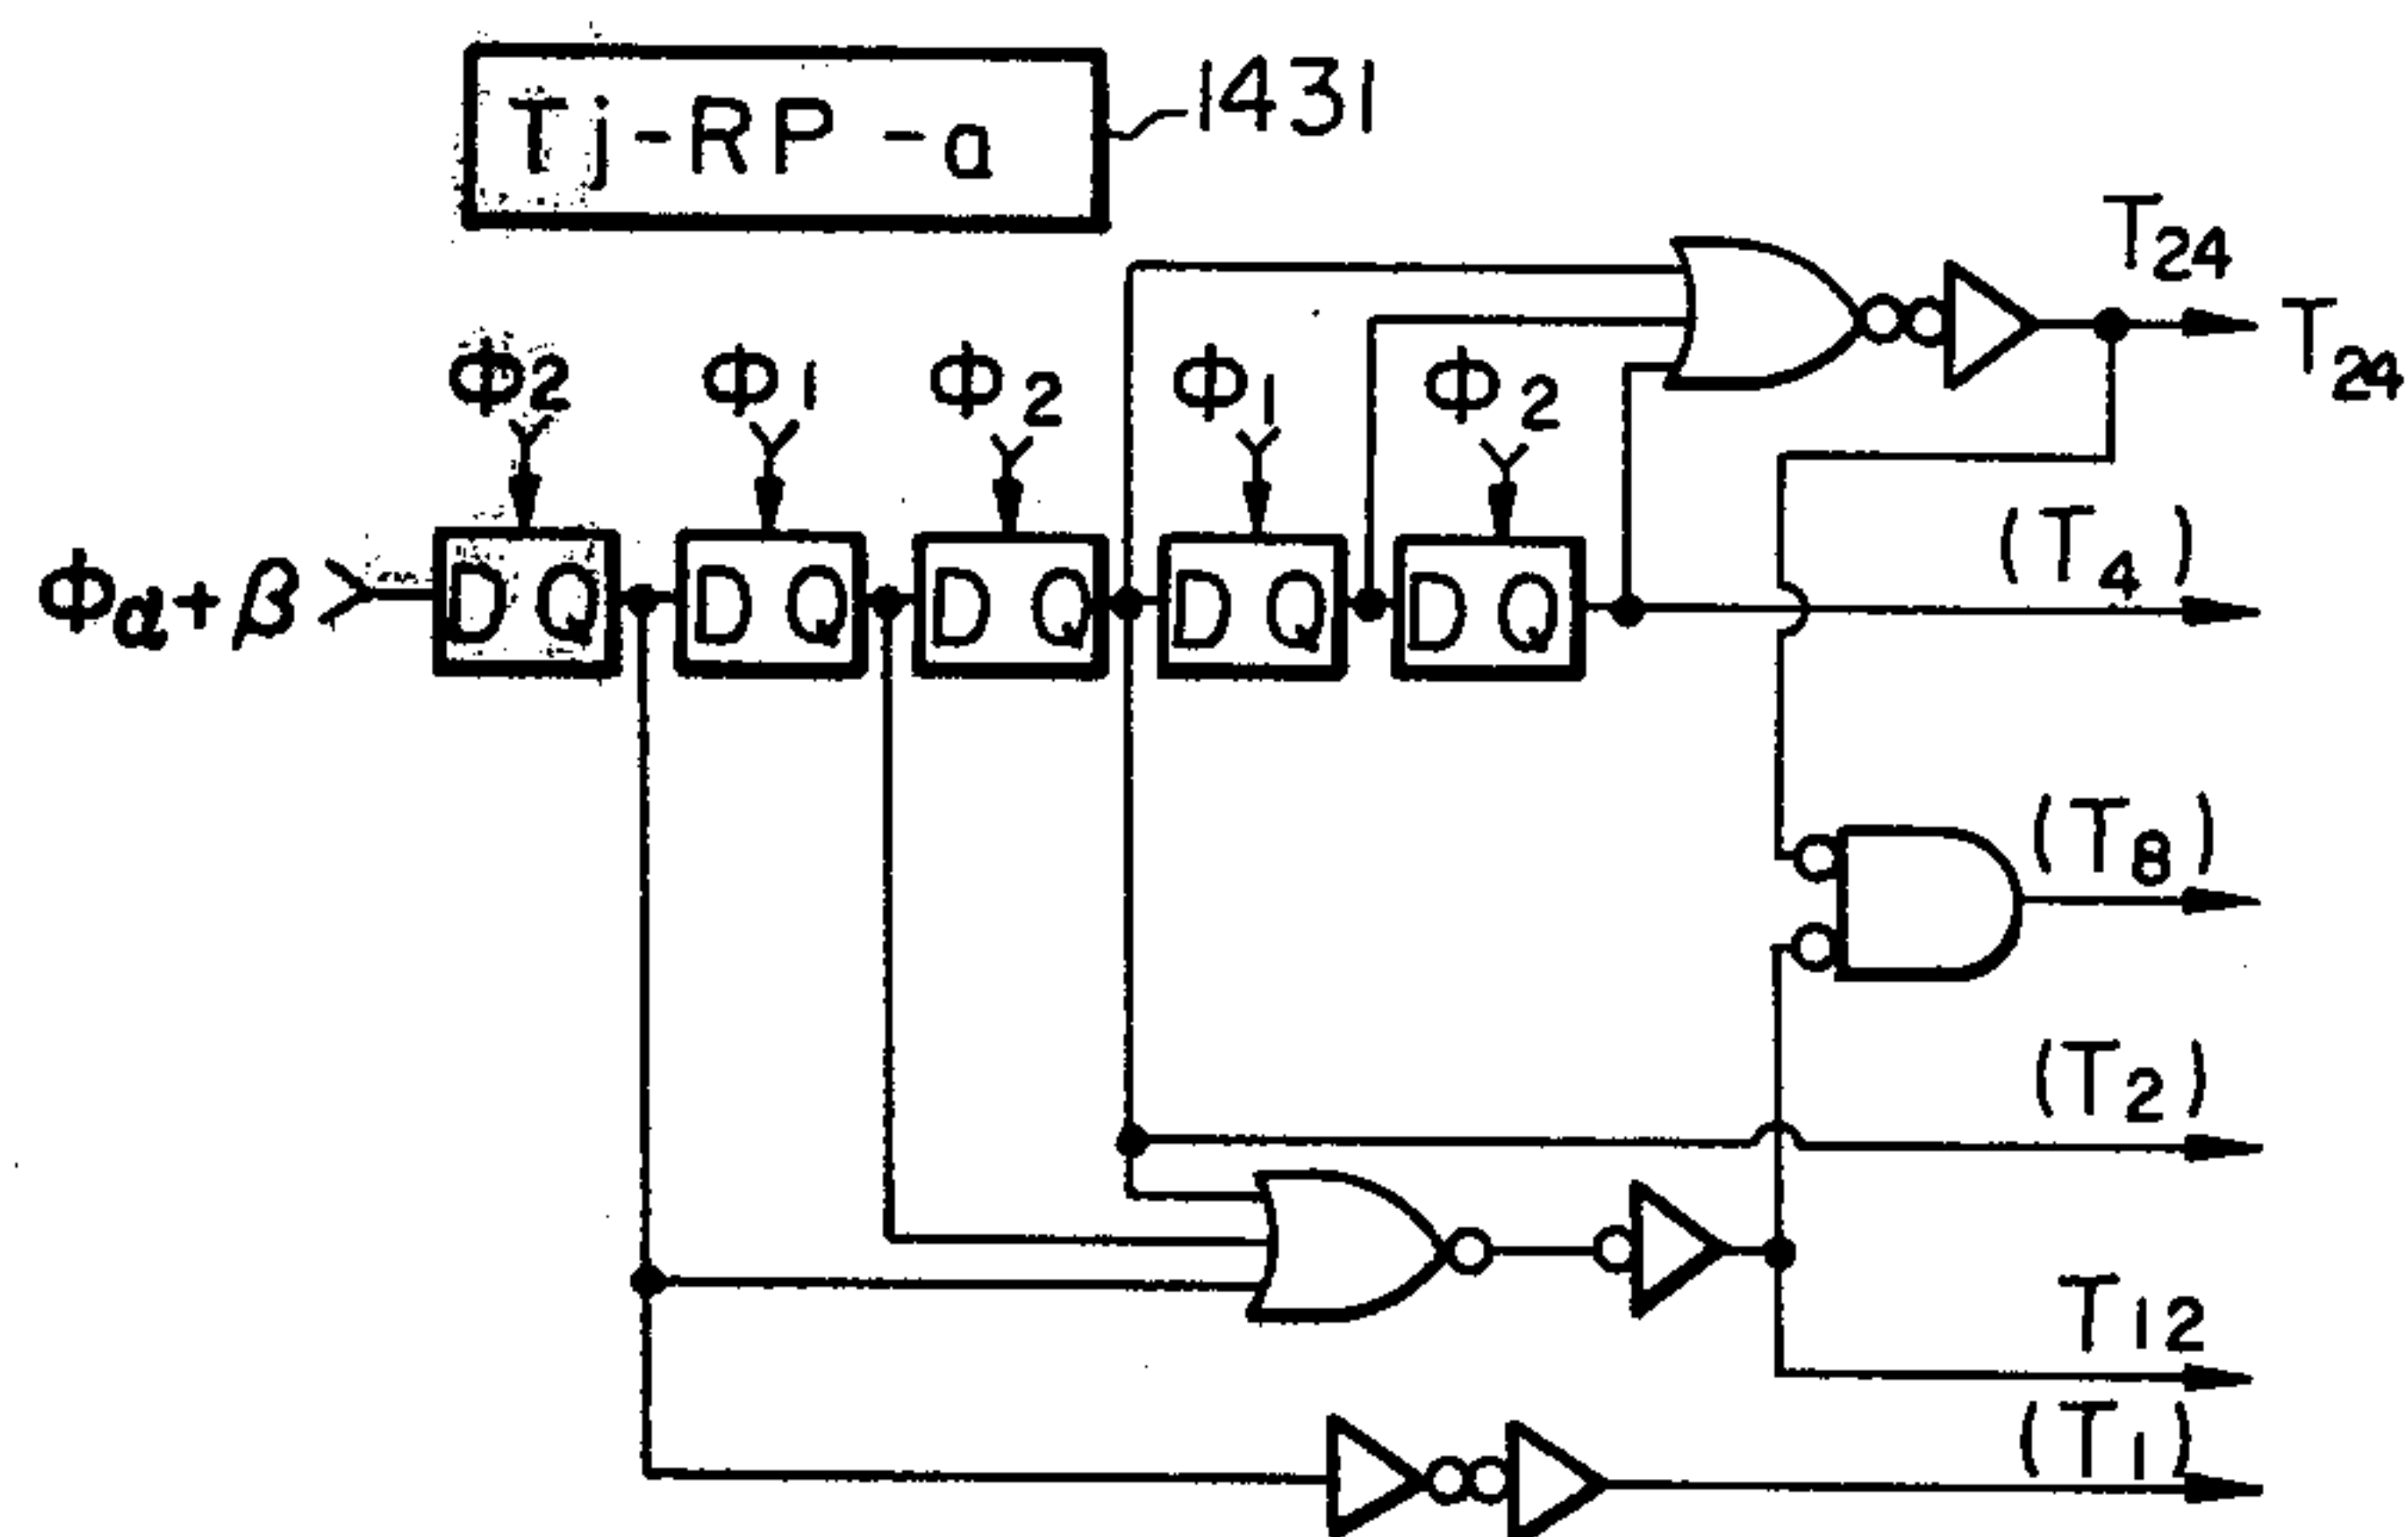 Tj-RP-a
1431
T24
T24
Φ2 Φ1 Φ2 Φ1 Φ2
(T4)
Φα+β
D Q D Q D Q D Q D Q
(T8)
(T2)
T12
(T1)